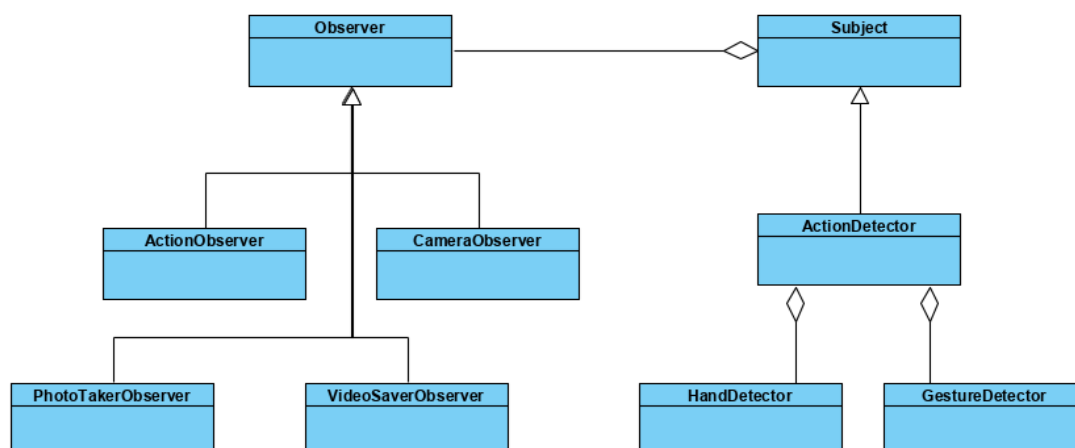 Observer
Subject
ActionObserver
CameraObserver
ActionDetector
PhotoTakerObserver
VideoSaverObserver
HandDetector
GestureDetector